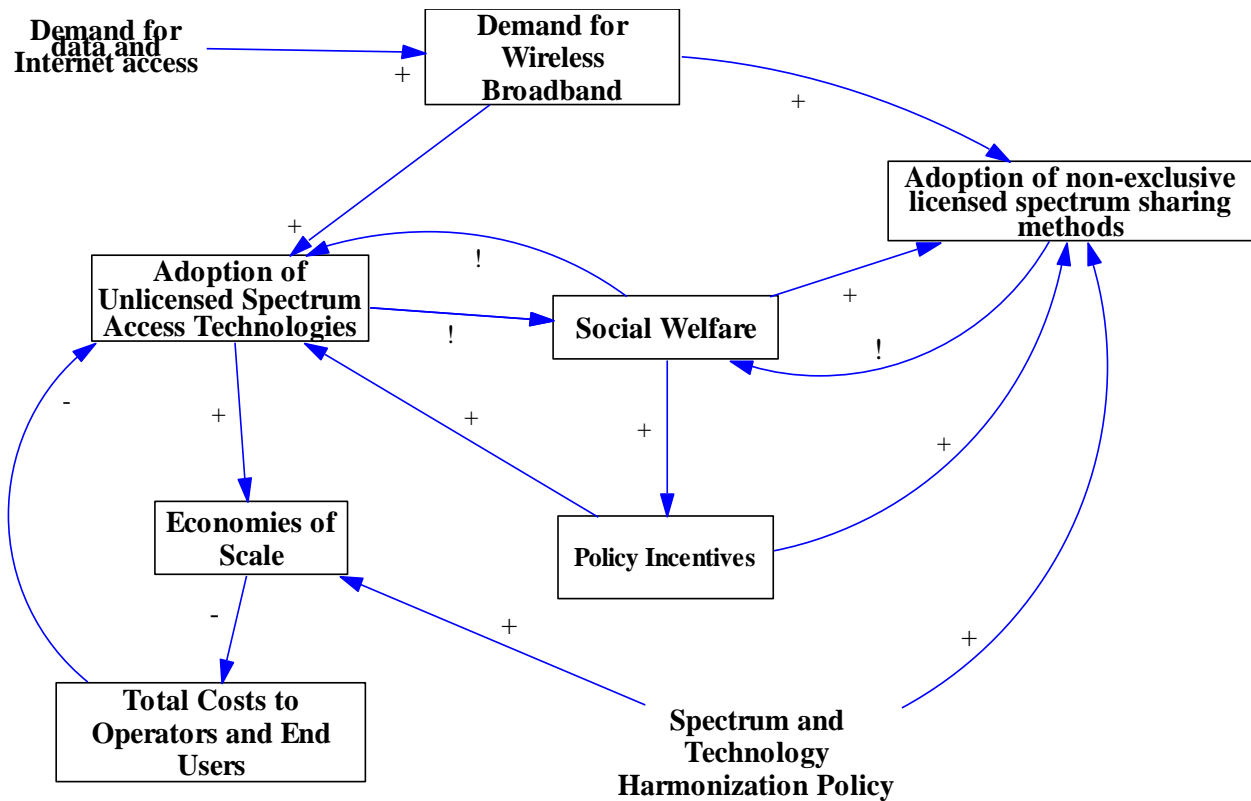 Demand for
data and
Internet access
+
Demand for
Wireless
Broadband
+
Adoption of non-exclusive
licensed spectrum sharing
methods
+
!
Adoption of
Unlicensed Spectrum
Access Technologies
!
Social Welfare
+
!
-
+
+
+
+
Economies of
Scale
Policy Incentives
-
+
+
Total Costs to
Operators and End
Users
Spectrum and
Technology
Harmonization Policy